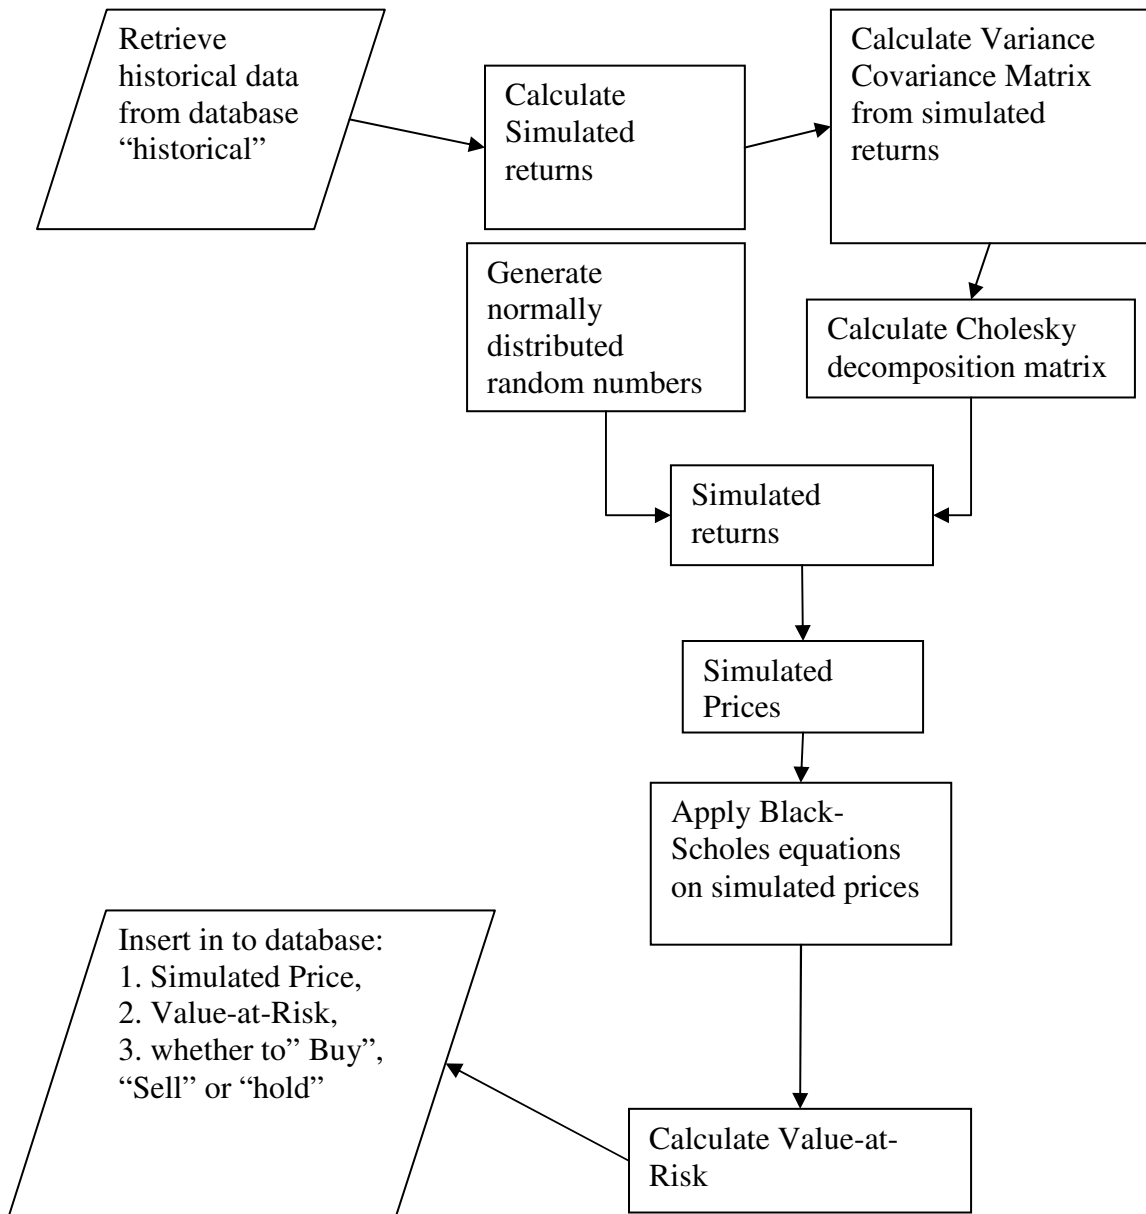 Retrieve
historical data
from database
“historical”
Calculate
Simulated
returns
Calculate Variance
Covariance Matrix
from simulated
returns
Generate
normally
distributed
random numbers
Calculate Cholesky
decomposition matrix
Simulated
returns
Simulated
Prices
Apply Black-
Scholes equations
on simulated prices
Insert in to database:
1. Simulated Price,
2. Value-at-Risk,
3. whether to” Buy”,
“Sell” or “hold”
Calculate Value-at-
Risk